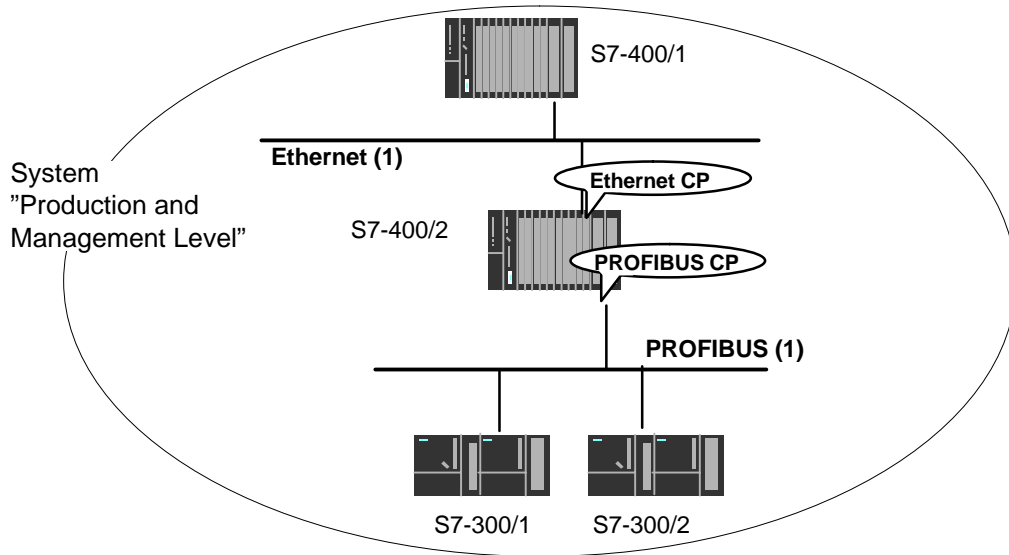 S7-400/1
Ethernet (1)
System
”Production and
Management Level”
Ethernet CP
S7-400/2
PROFIBUS CP
PROFIBUS (1)
S7-300/1
S7-300/2